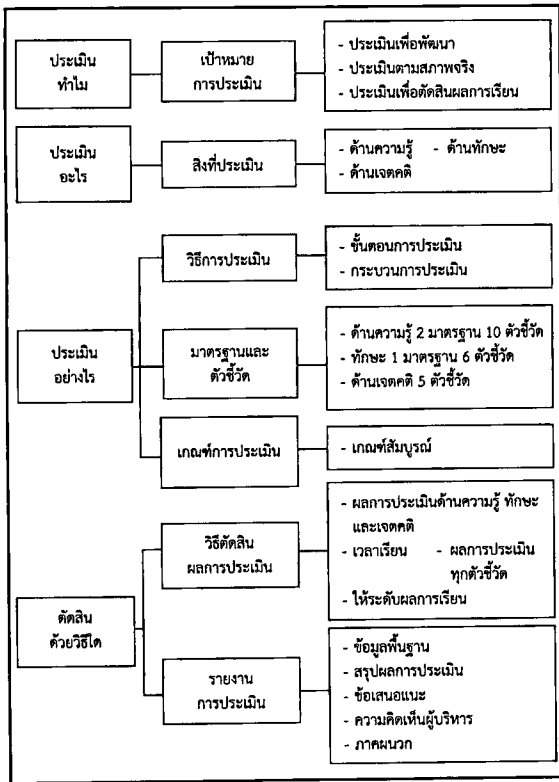 ประเมิน
ทำไม
เป้าหมาย
การประเมิน
- ประเมินเพื่อพัฒนา
- ประเมินตามสภาพจริง
- ประเมินเพื่อตัดสินผลการเรียน
ประเมิน
อะไร
สิ่งที่ประเมิน
- ด้านความรู้ - ด้านทักษะ
- ด้านเจตคติ
ประเมิน
อย่างไร
วิธีการประเมิน
- ขั้นตอนการประเมิน
- กระบวนการประเมิน
มาตรฐานและ
ตัวชี้วัด
- ด้านความรู้ 2 มาตรฐาน 10 ตัวชี้วัด
- ทักษะ 1 มาตรฐาน 6 ตัวชี้วัด
- ด้านเจตคติ 5 ตัวชี้วัด
เกณฑ์การประเมิน
- เกณฑ์สัมบูรณ์
ตัดสิน
ด้วยวิธีใด
วิธีตัดสิน
ผลการประเมิน
- ผลการประเมินด้านความรู้ ทักษะ
และเจตคติ
- เวลาเรียน - ผลการประเมิน
ทุกตัวชี้วัด
- ให้ระดับผลการเรียน
รายงาน
การประเมิน
- ข้อมูลพื้นฐาน
- สรุปผลการประเมิน
- ข้อเสนอแนะ
- ความคิดเห็นผู้บริหาร
- ภาคผนวก